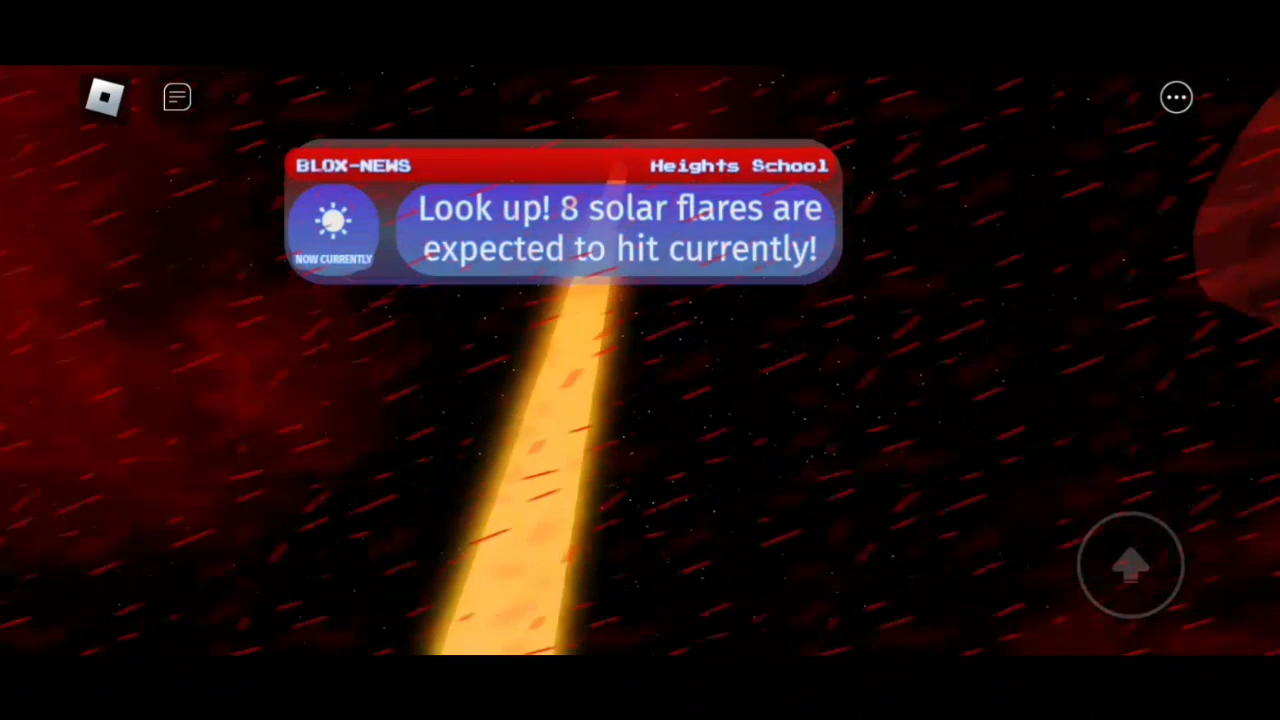 BLOX-NEWS Heights School
Look up! 8 solar flares are
expected to hit currently!
NOW CURRENTLY